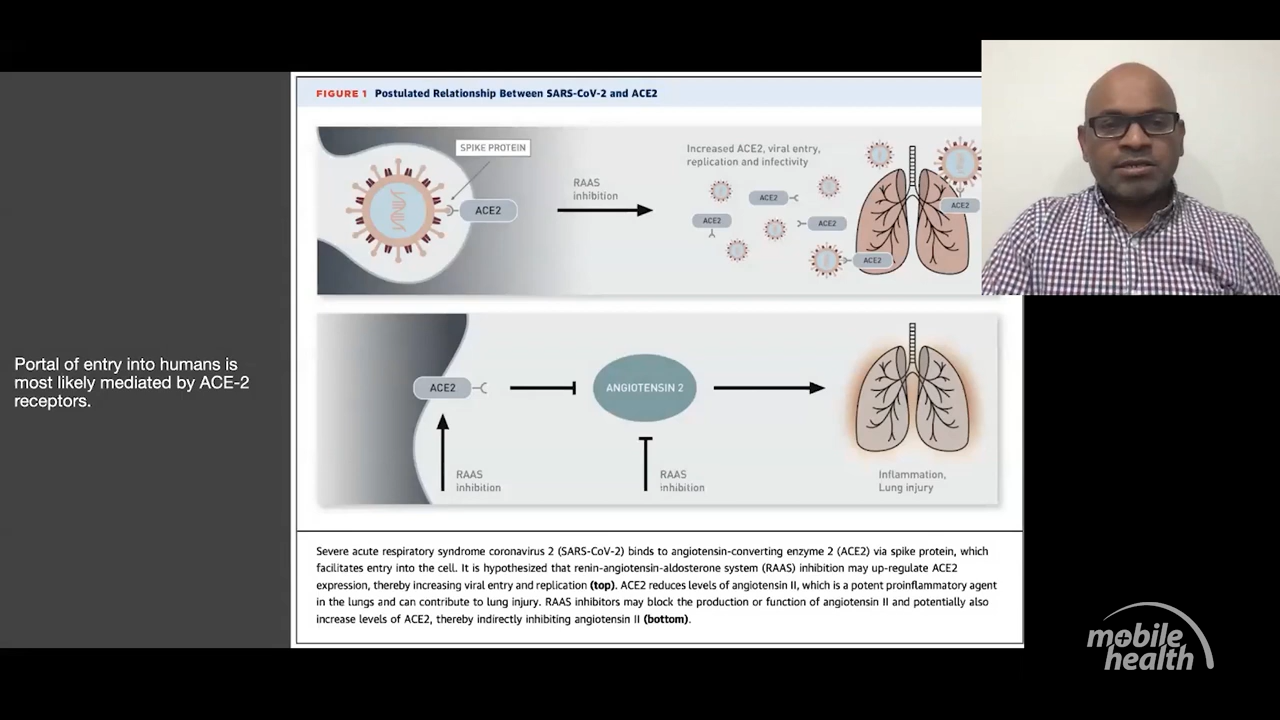 Portal of entry into humans is
most likely mediated by ACE-2
receptors.
FIGURE 1 Postulated Relationship Between SARS-CoV-2 and ACE2
SPIKE PROTEIN
ACE2
RAAS
inhibition
Increased ACE2, viral entry,
replication and infectivity
ACE2
ACE2
ACE2
ACE2
ACE2
ACE2
ANGIOTENSIN 2
RAAS
inhibition
RAAS
inhibition
Inflammation,
Lung injury
Severe acute respiratory syndrome coronavirus 2 (SARS-CoV-2) binds to angiotensin-converting enzyme 2 (ACE2) via spike protein, which
facilitates entry into the cell. It is hypothesized that renin-angiotensin-aldosterone system (RAAS) inhibition may up-regulate ACE2
expression, thereby increasing viral entry and replication (top). ACE2 reduces levels of angiotensin II, which is a potent proinflammatory agent
in the lungs and can contribute to lung injury. RAAS inhibitors may block the production or function of angiotensin II and potentially also
increase levels of ACE2, thereby indirectly inhibiting angiotensin II (bottom).
mobile
health